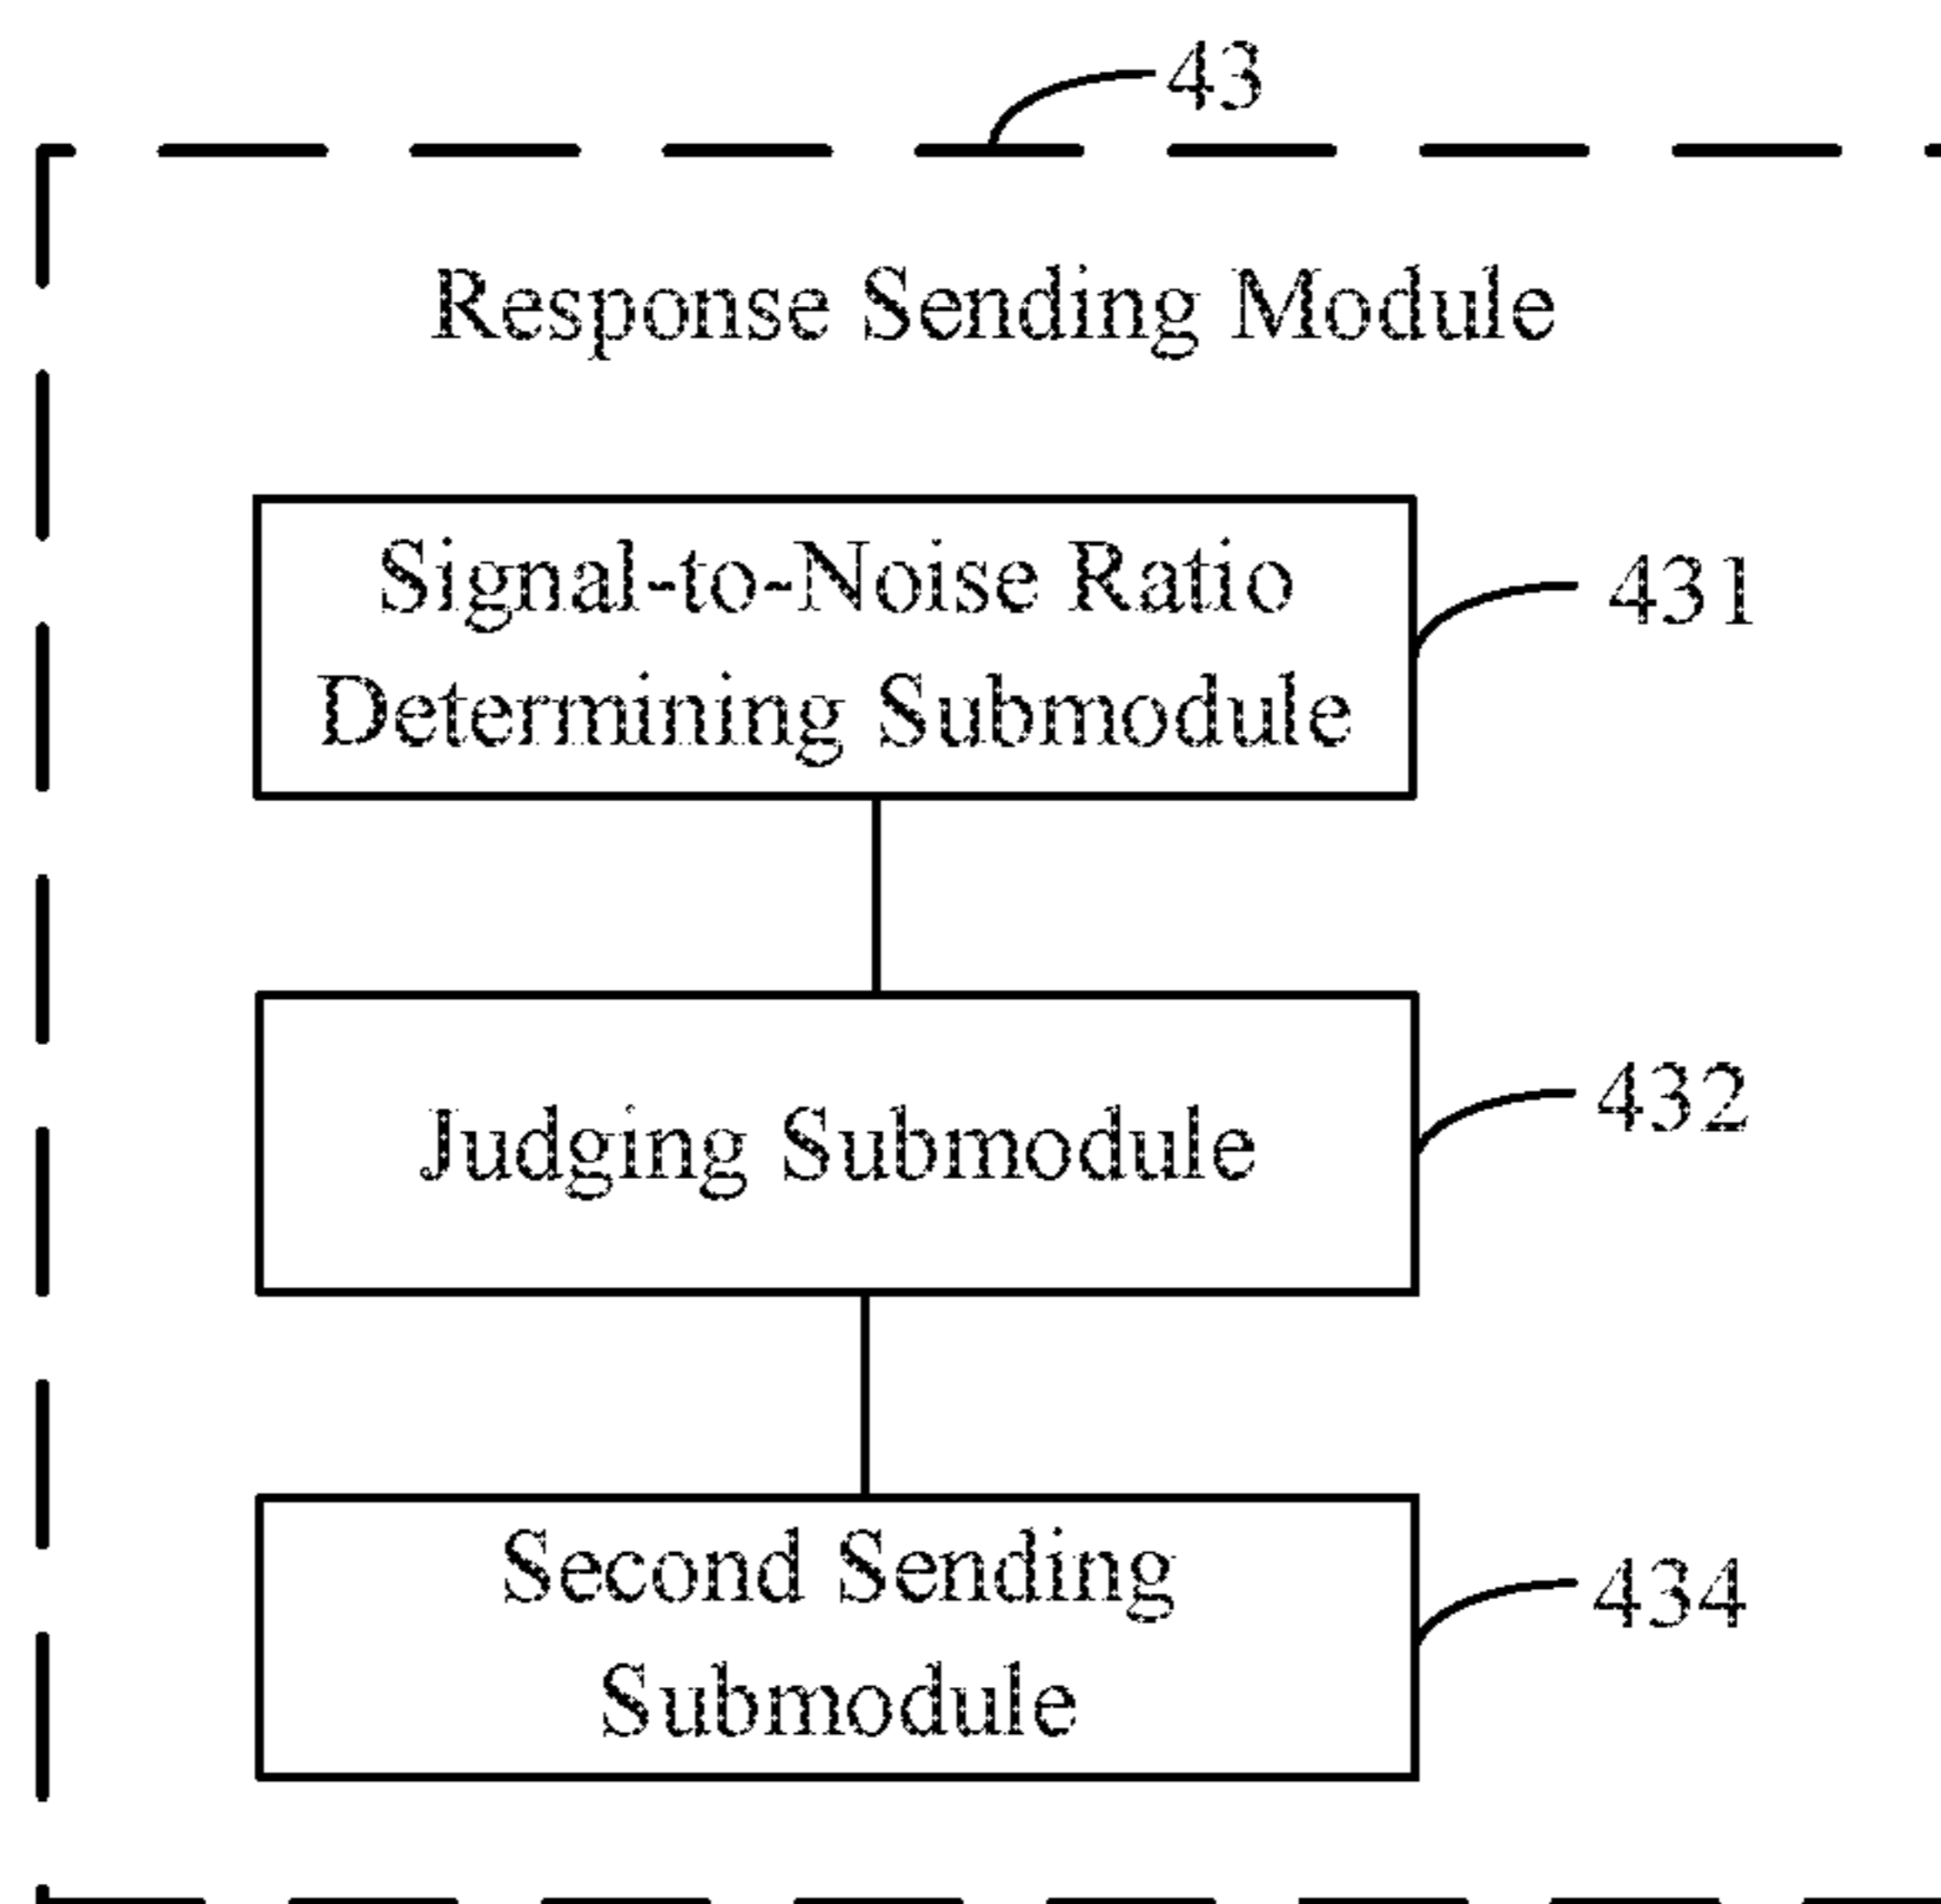 43
Response Sending Module
Signal-to-Noise Ratio
Determining Submodule
431
Judging Submodule
432
Second Sending
Submodule
434